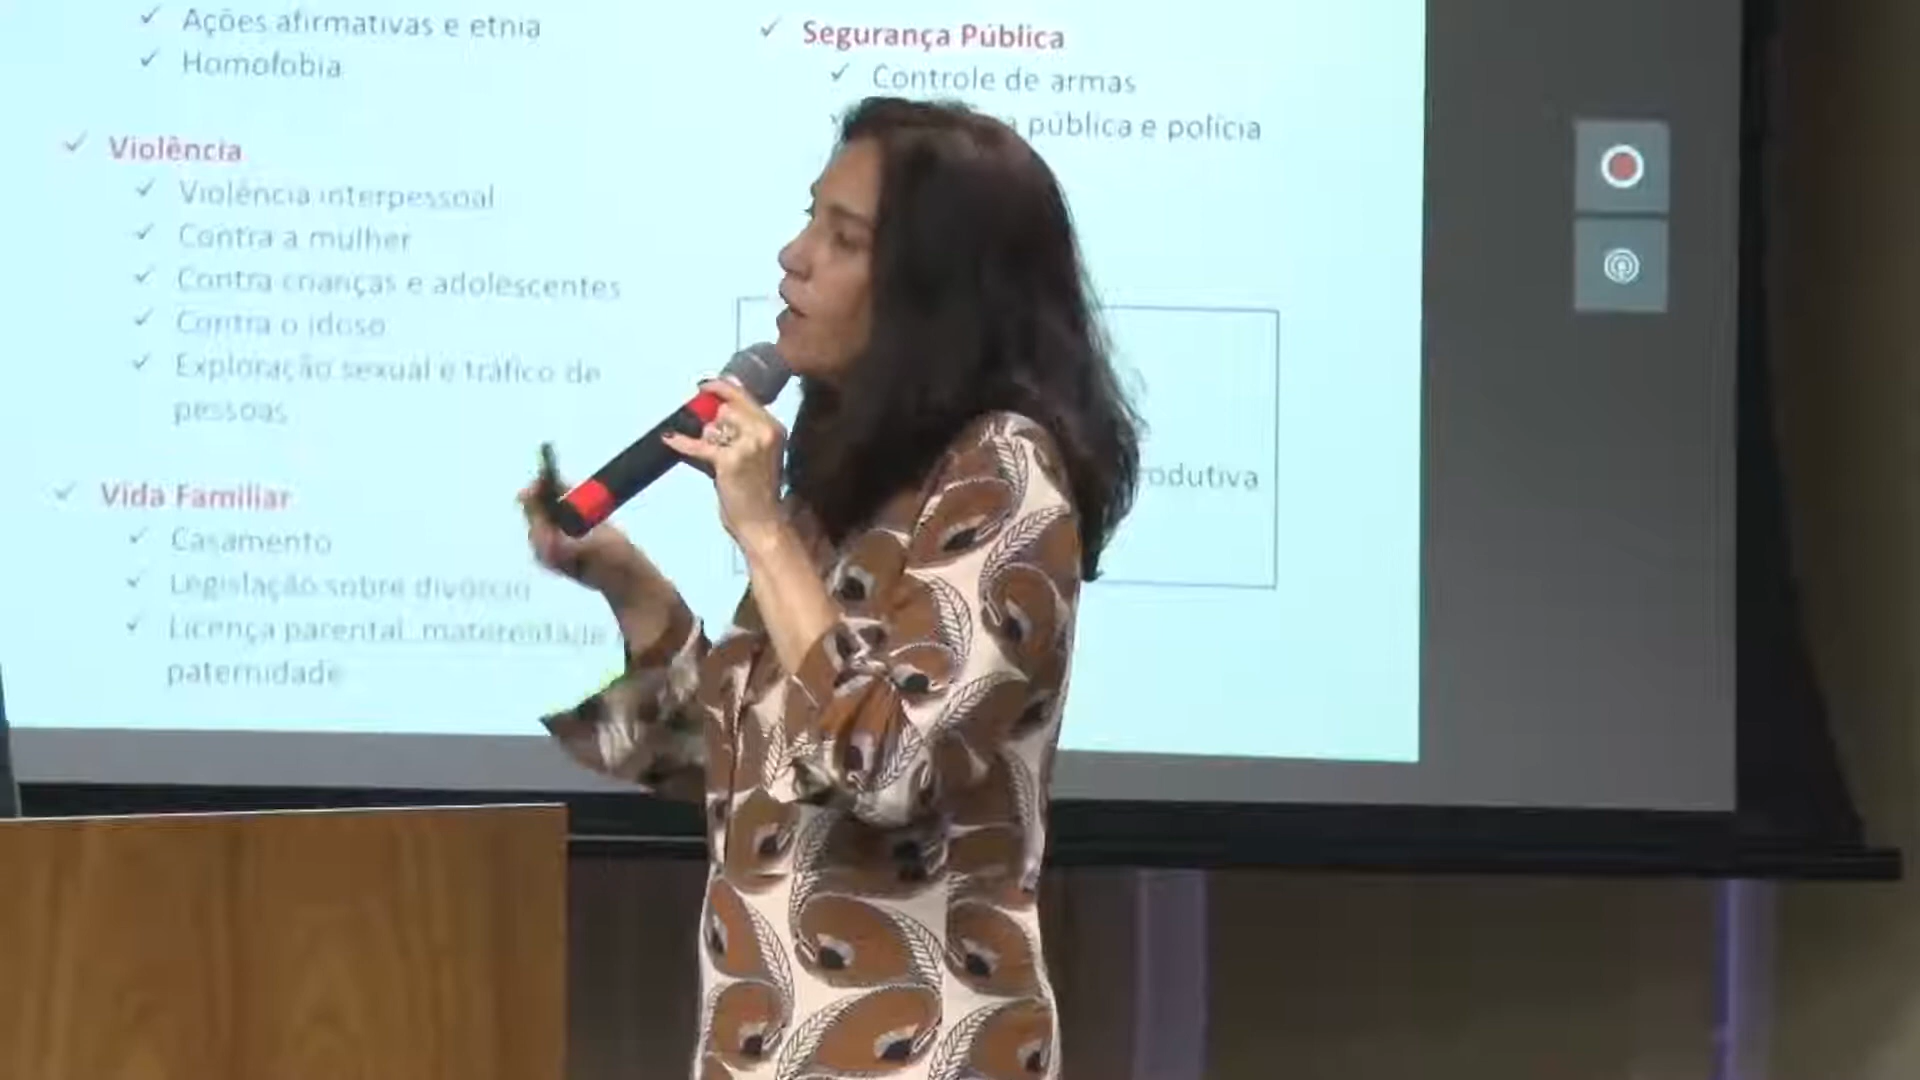 Ações afirmativas e etnia
Homofobia
Violência
Violência interpessoal
Contra a mulher
Contra crianças e adolescentes
Contra o idoso
Exploração sexual e tráfico de
pessoas
Vida Familiar
Casamento
Legislação sobre divórcio
Licença parental, maternidade
paternidade
Segurança Pública
Controle de armas
pública e polícia